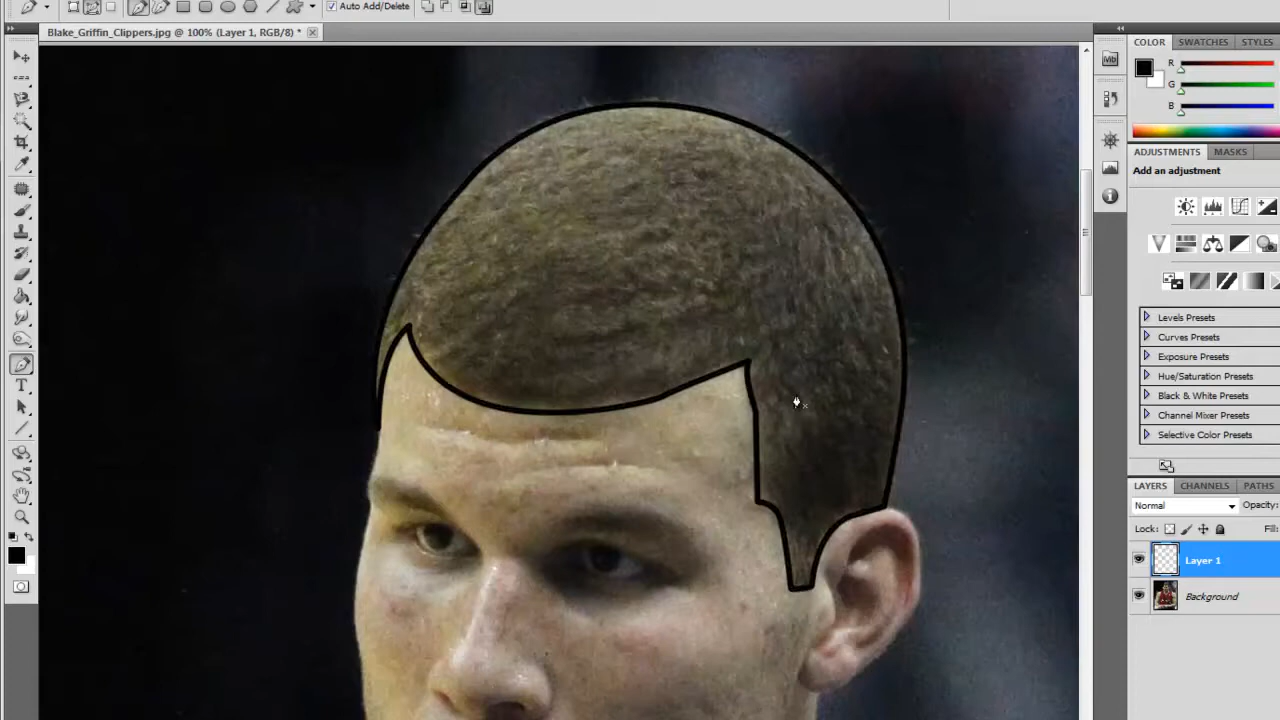 Auto Add/Delete
Blake_Griffin_Clippers.jpg @ 100% (Layer 1, RGB/8) *
COLOR SWATCHES STYLES
R
G
B
ADJUSTMENTS MASKS
Add an adjustment
Levels Presets
Curves Presets
Exposure Presets
Hue/Saturation Presets
Black & White Presets
Channel Mixer Presets
Selective Color Presets
LAYERS CHANNELS PATHS
Normal Opacity:
Lock: Fill:
Layer 1
Background